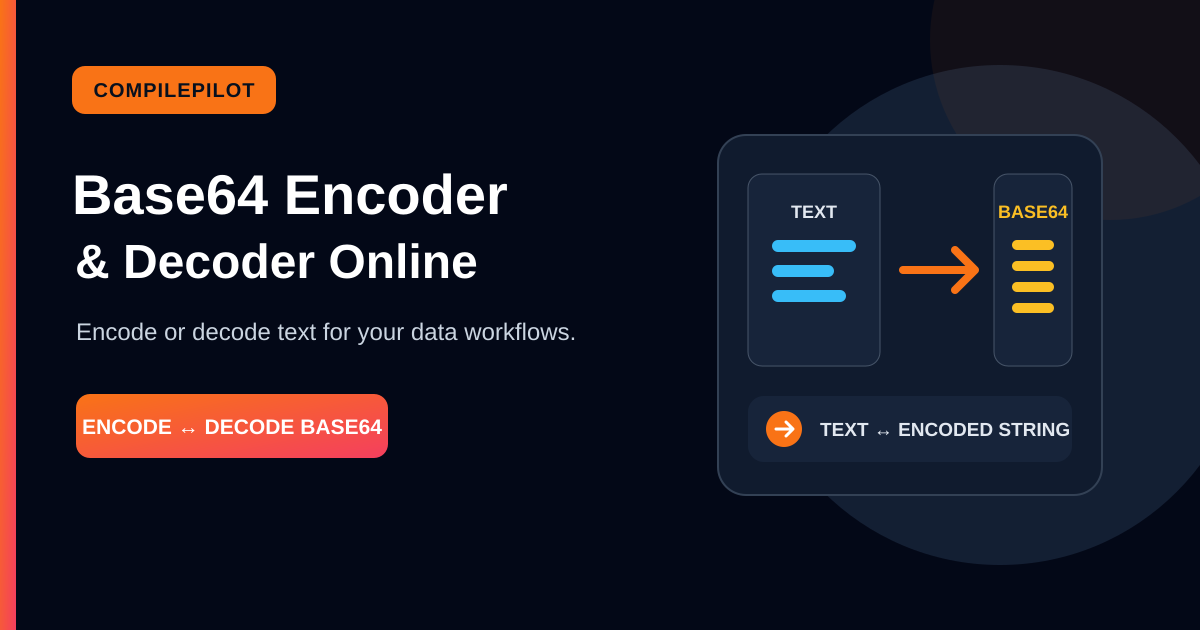 COMPILEPILOT
Base64 Encoder
& Decoder Online
Encode or decode text for your data workflows.
ENCODE ↔ DECODE BASE64
TEXT
BASE64
TEXT ↔ ENCODED STRING